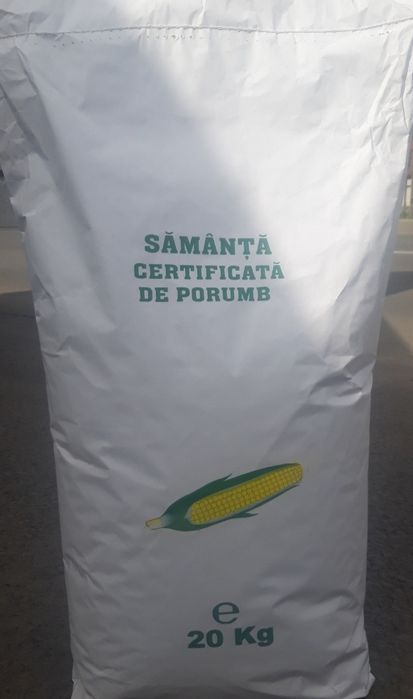 SĂMÂNȚĂ
CERTIFICATĂ
DE PORUMB
℮
20 Kg